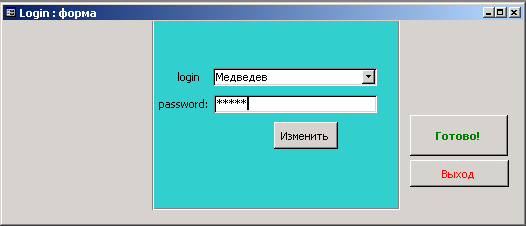 Login : форма
login Медведев
password: *****
Изменить
Готово!
Выход